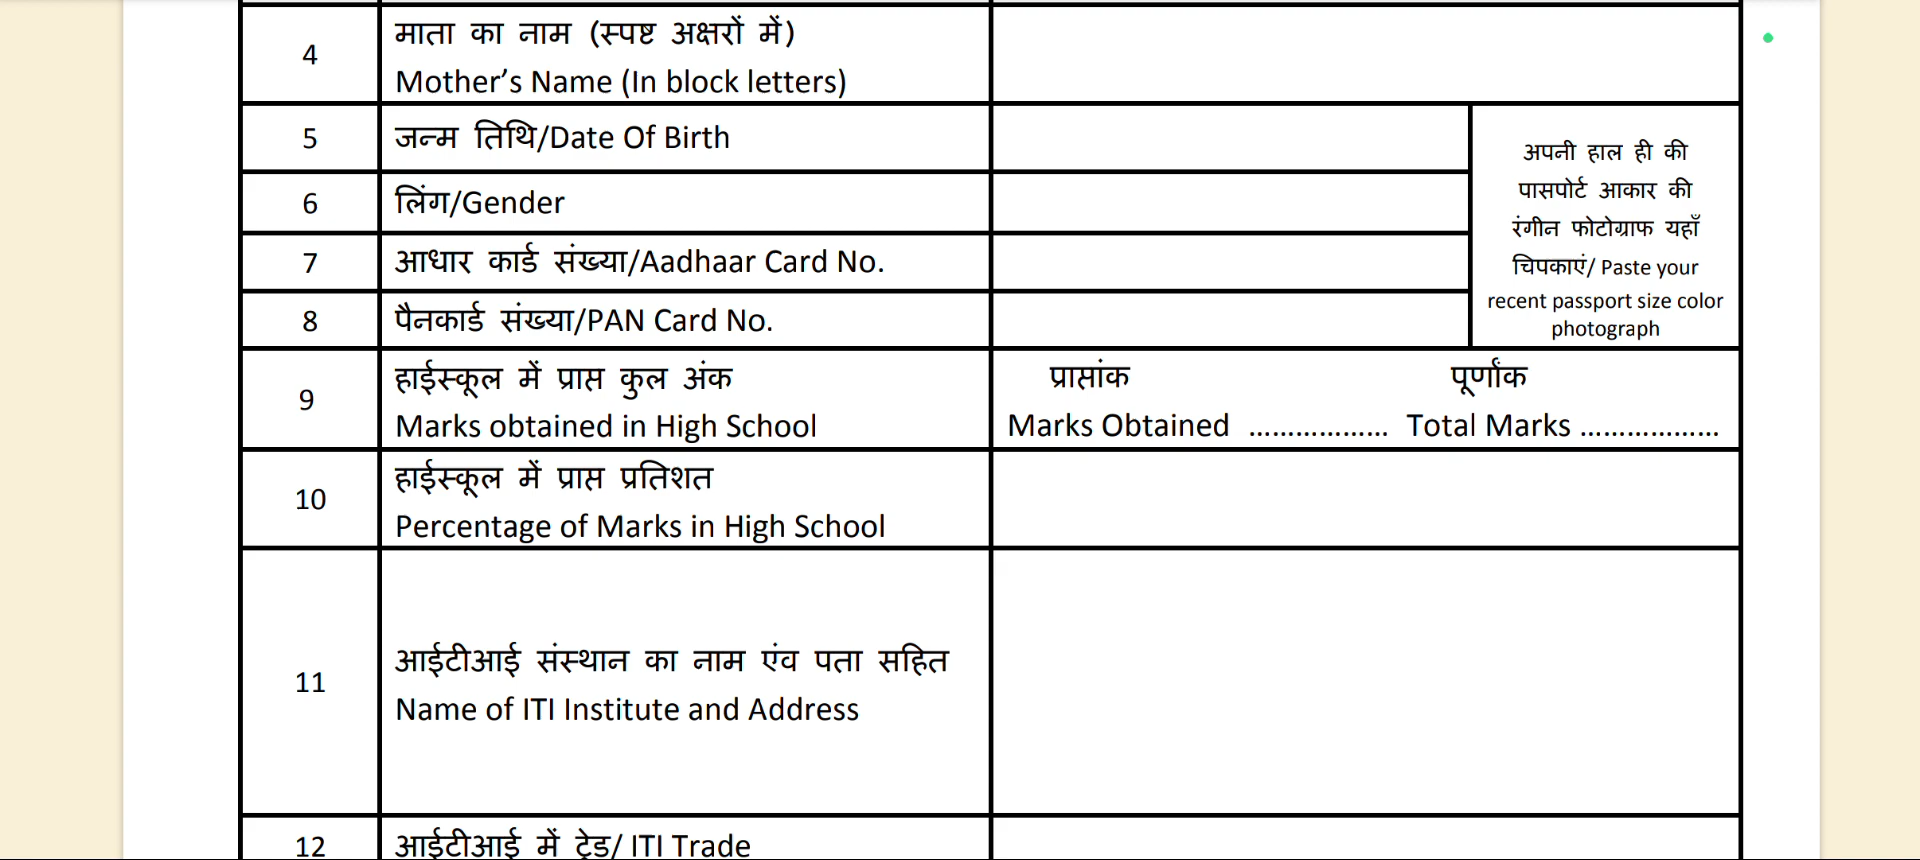 4
माता का नाम (स्पष्ट अक्षरों में)
Mother’s Name (In block letters)
5
जन्म तिथि/Date Of Birth
6
लिंग/Gender
7
आधार कार्ड संख्या/Aadhaar Card No.
8
पैनकार्ड संख्या/PAN Card No.
अपनी हाल ही की
पासपोर्ट आकार की
रंगीन फोटोग्राफ यहाँ
चिपकाएं/ Paste your
recent passport size color
photograph
9
हाईस्कूल में प्राप्त कुल अंक
Marks obtained in High School
प्राप्तांक पूर्णांक
Marks Obtained .................. Total Marks ..................
10
हाईस्कूल में प्राप्त प्रतिशत
Percentage of Marks in High School
11
आईटीआई संस्थान का नाम एंव पता सहित
Name of ITI Institute and Address
12
आईटीआई में ट्रेड/ ITI Trade